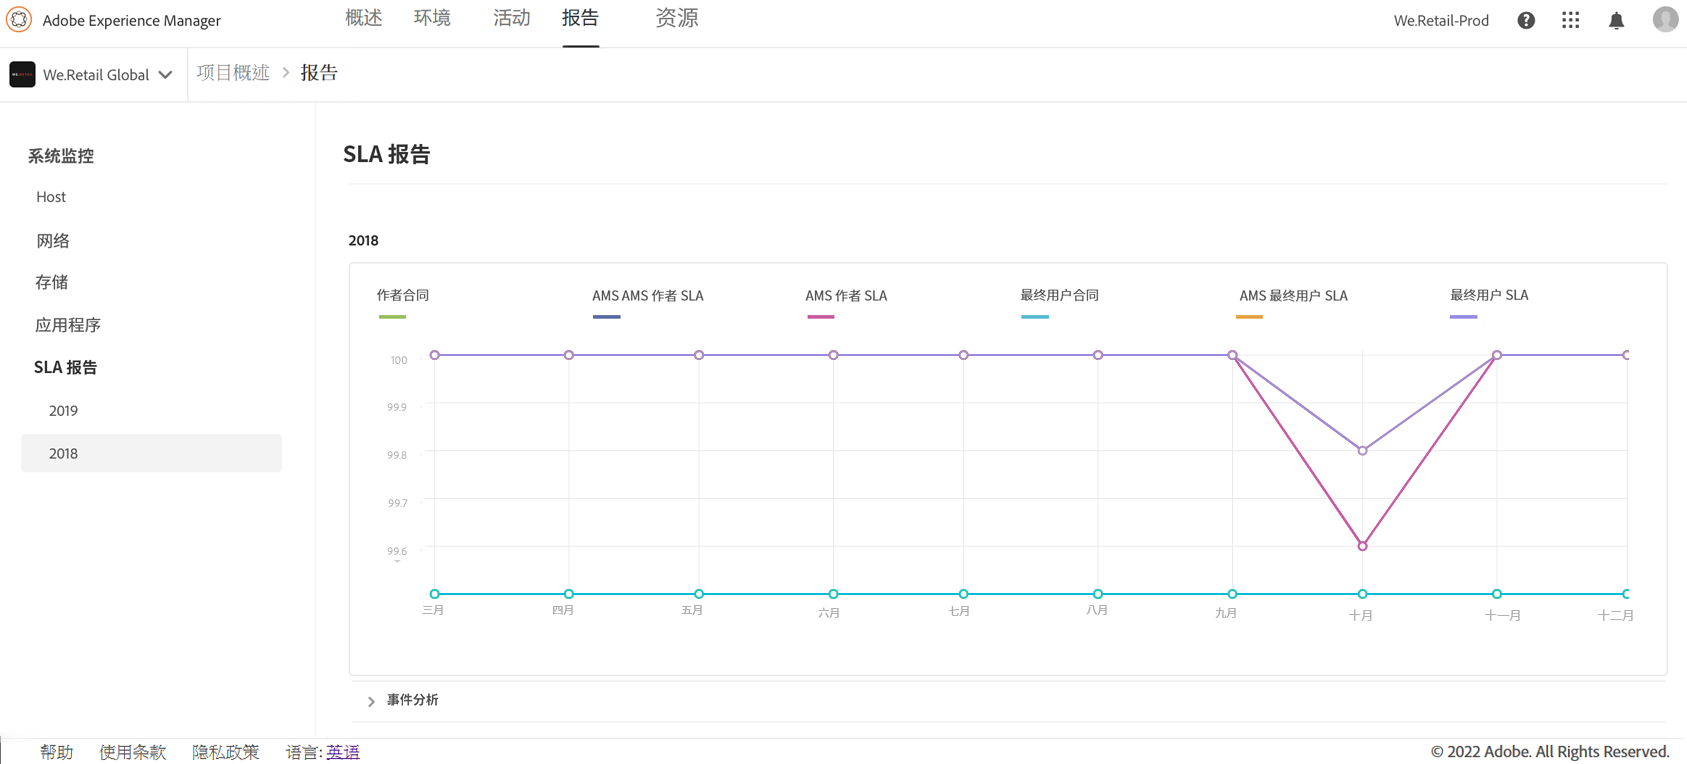 Adobe Experience Manager 概述 环境 活动 报告 资源 We.Retail-Prod
We.Retail Global 项目概述 > 报告
系统监控
Host
网络
存储
应用程序
SLA 报告
2019
2018
SLA 报告
2018
作者合同 AMS AMS 作者 SLA AMS 作者 SLA 最终用户合同 AMS 最终用户 SLA 最终用户 SLA
100
99.9
99.8
99.7
99.6
三月 四月 五月 六月 七月 八月 九月 十月 十一月 十二月
事件分析
帮助 使用条款 隐私政策 语言: 英语 © 2022 Adobe. All Rights Reserved.